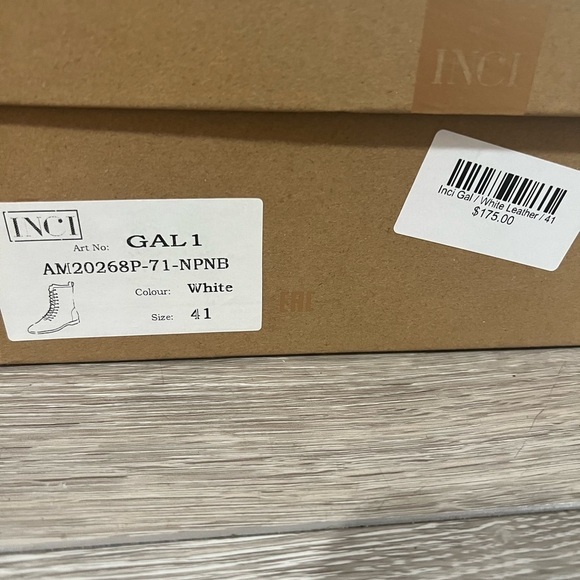 INCI
Inci Gal / White Leather / 41
$175.00
INCI
Art No: GAL 1
AM20268P-71-NPNB
Colour: White
Size: 41
EAC